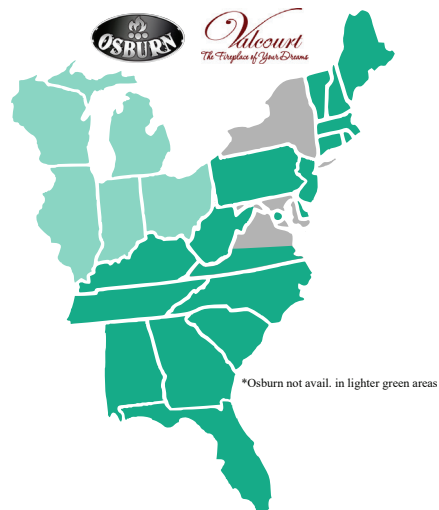 OSBURN
Valcourt
The Fireplace of Your Dreams
*Osburn not avail. in lighter green areas